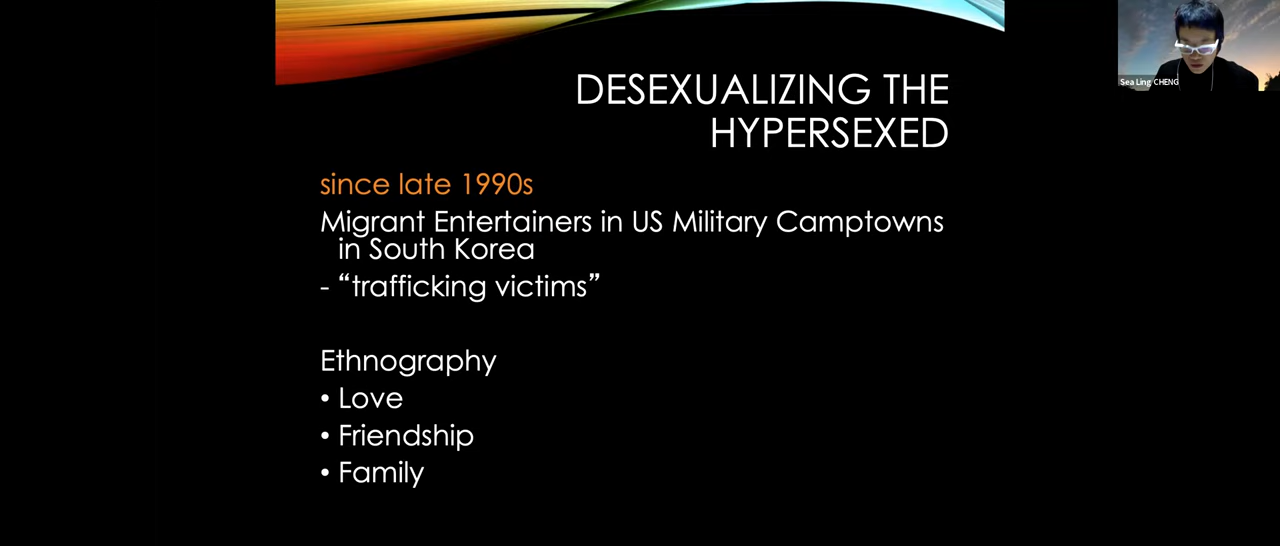 DESEXUALIZING THE
HYPERSEXED
since late 1990s
Migrant Entertainers in US Military Camptowns
in South Korea
- “trafficking victims”
Ethnography
• Love
• Friendship
• Family
Sea Ling CHENG